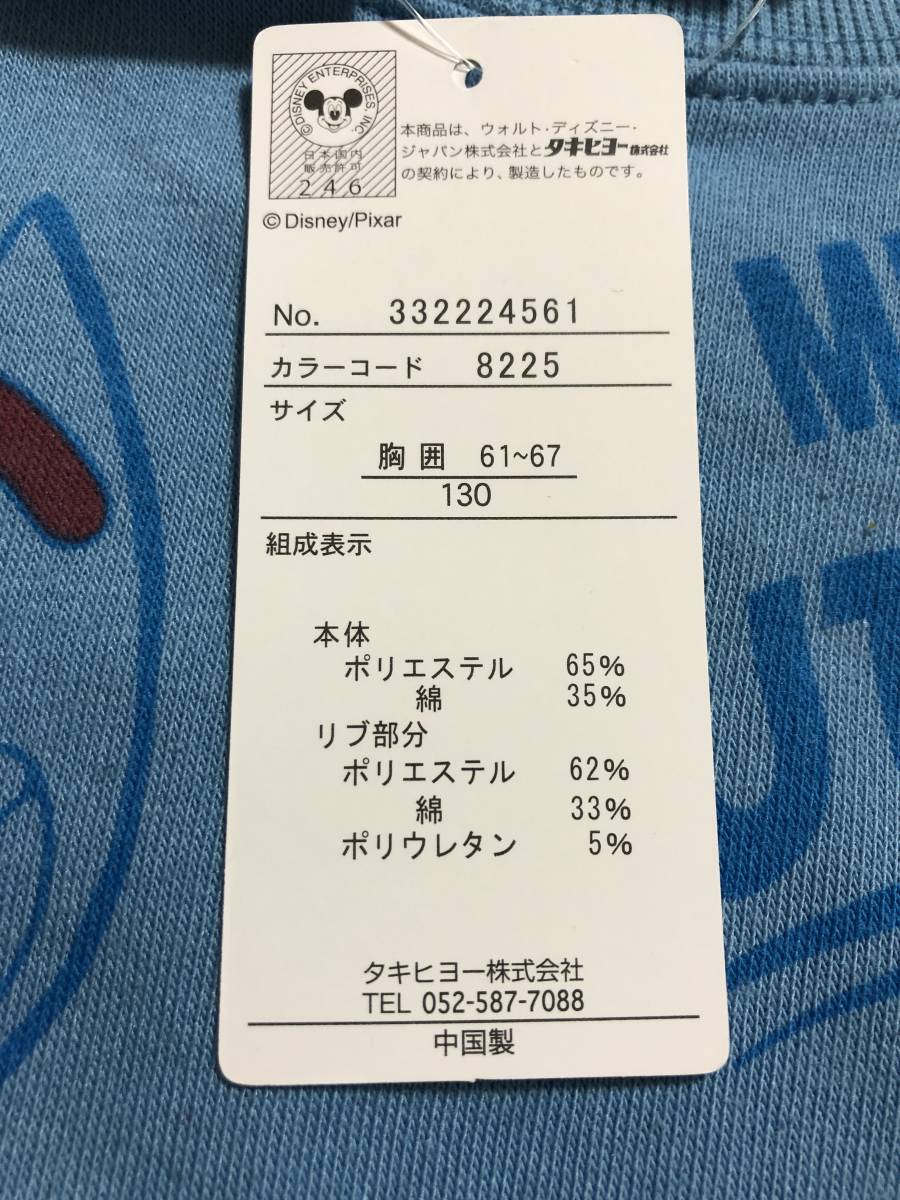 ©DISNEY ENTERPRISES, INC.
日本国内
販売許可
246
本商品は、ウォルト・ディズニー・
ジャパン株式会社とタキヒヨー株式会社
の契約により、製造したものです。
©Disney/Pixar
No. 332224561
カラーコード 8225
サイズ
胸囲 61~67
130
組成表示
本体
ポリエステル 65%
綿 35%
リブ部分
ポリエステル 62%
綿 33%
ポリウレタン 5%
タキヒヨー株式会社
TEL 052-587-7088
中国製